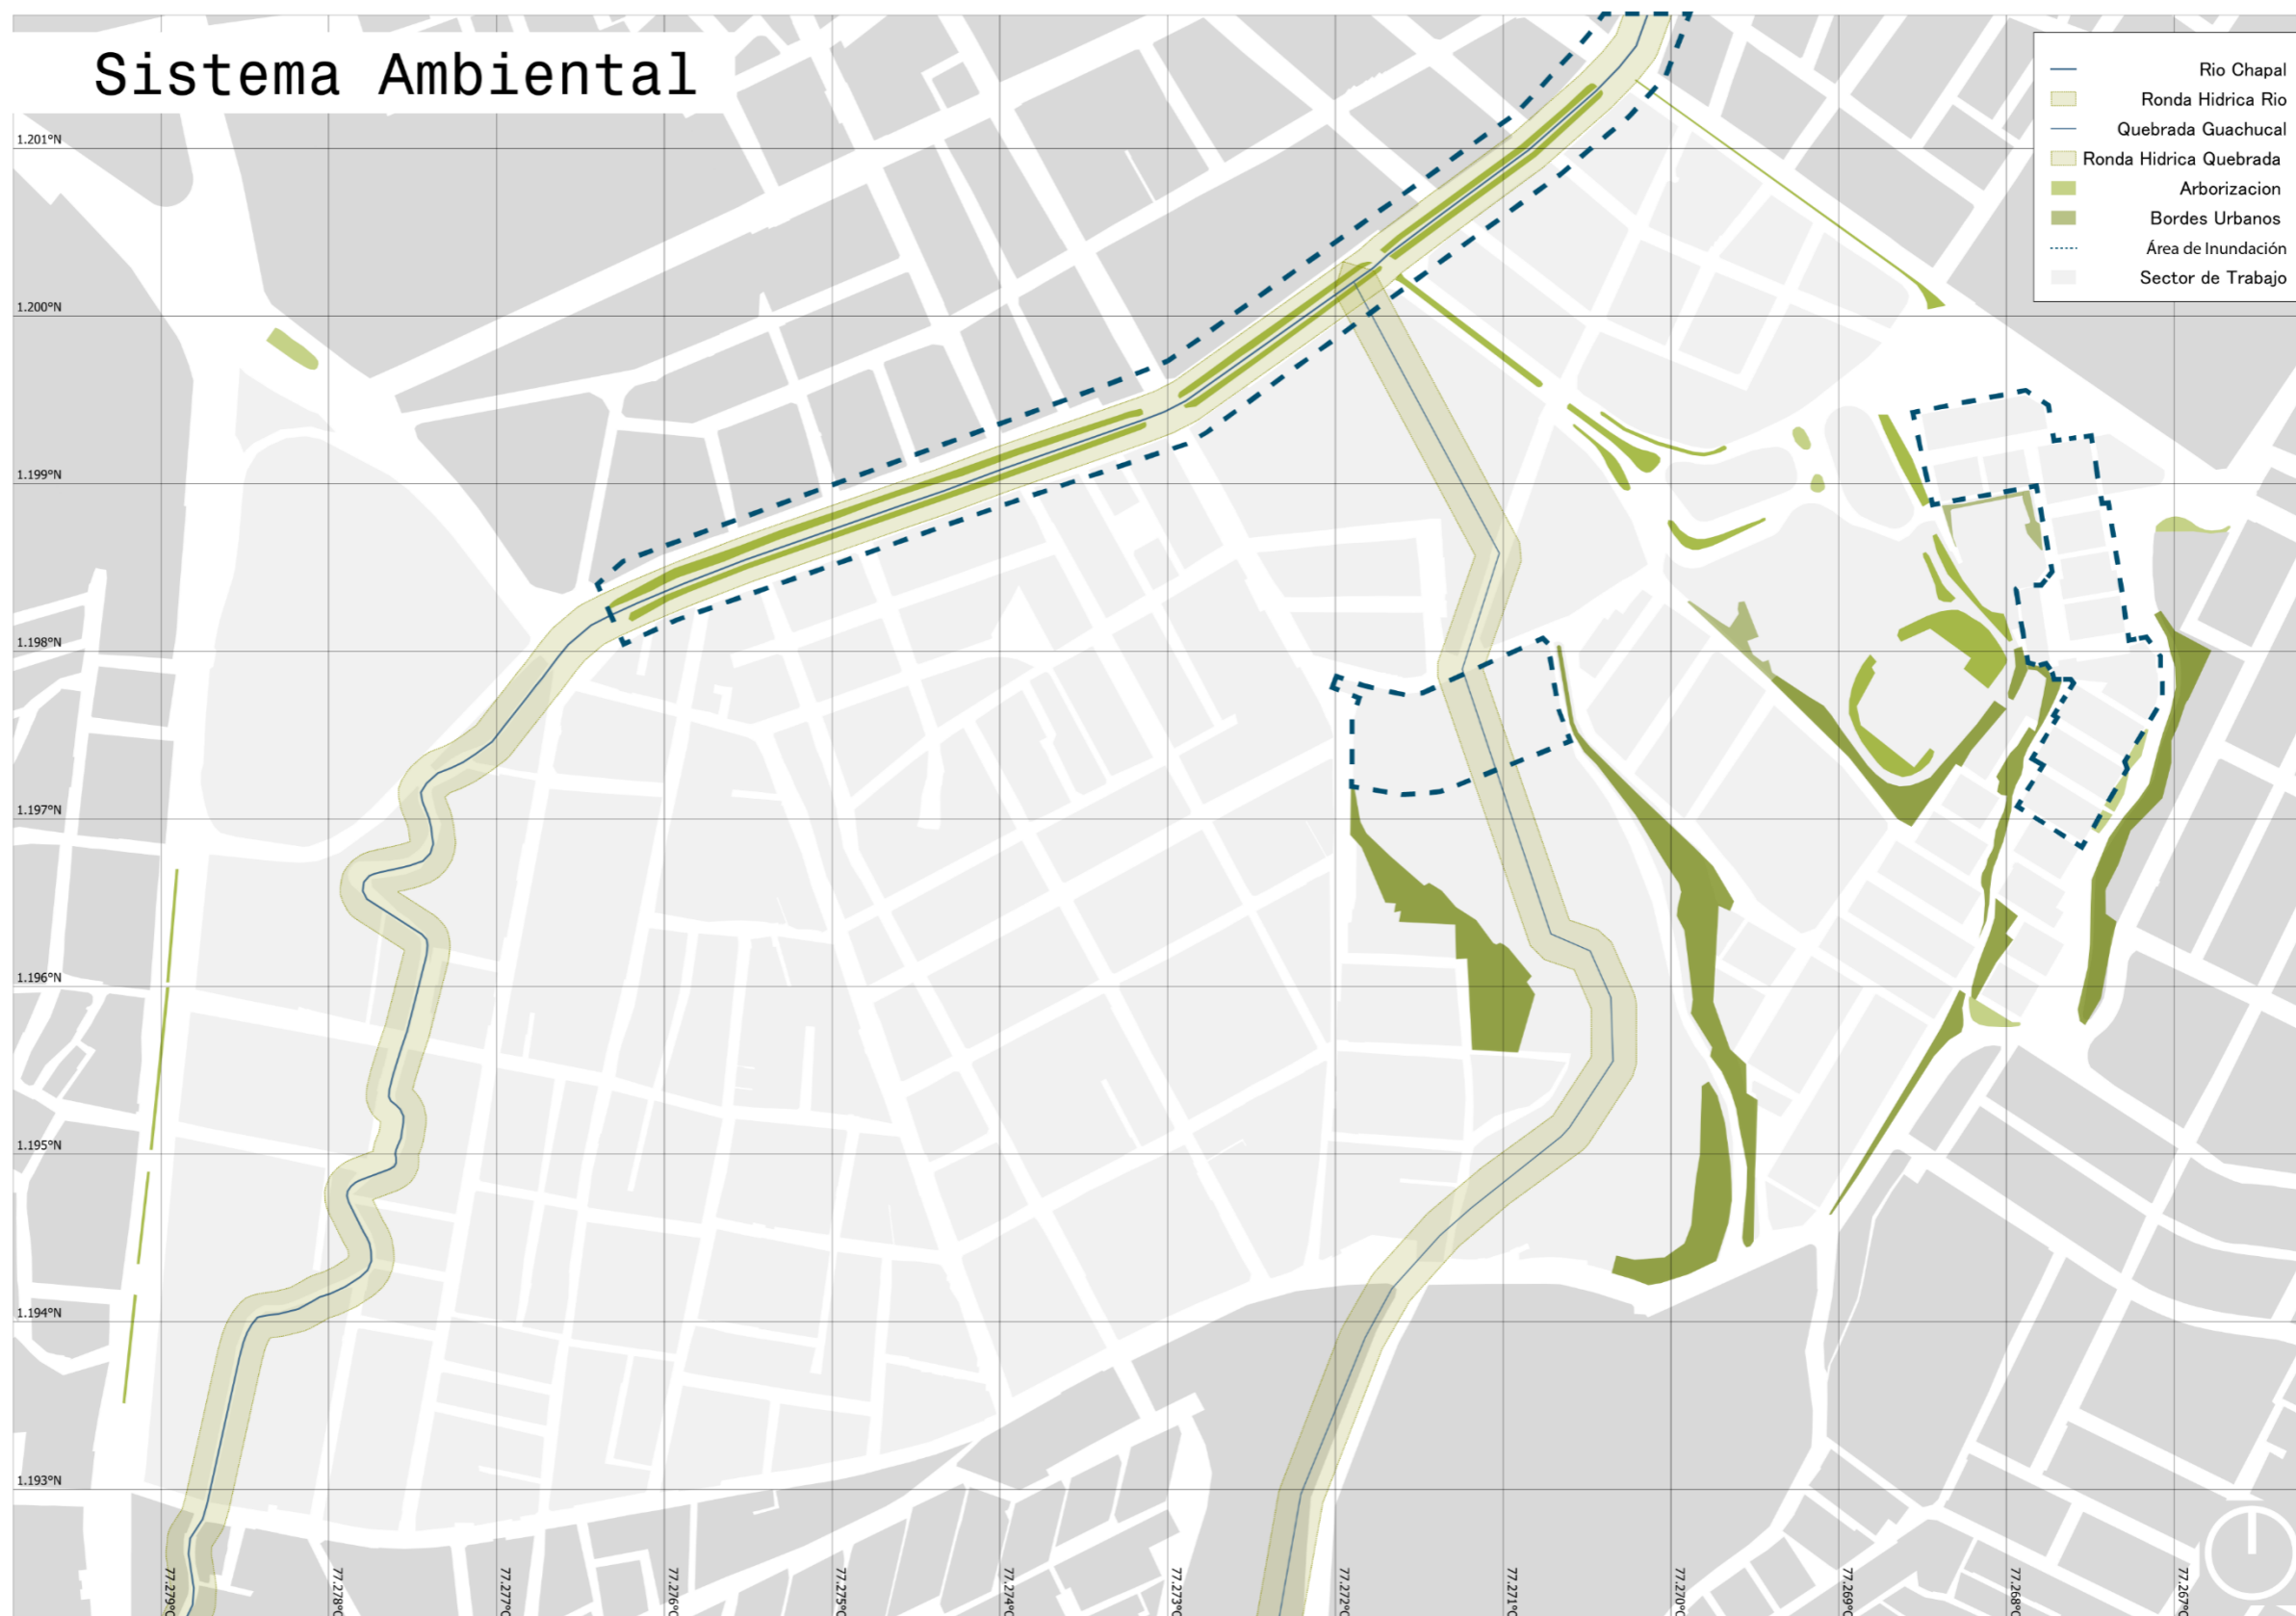 Sistema Ambiental
Rio Chapal
Ronda Hidrica Rio
Quebrada Guachucal
Ronda Hidrica Quebrada
Arborizacion
Bordes Urbanos
Área de Inundación
Sector de Trabajo
1.201°N
1.200°N
1.199°N
1.198°N
1.197°N
1.196°N
1.195°N
1.194°N
1.193°N
77.279°O
77.278°O
77.277°O
77.276°O
77.275°O
77.274°O
77.273°O
77.272°O
77.271°O
77.270°O
77.269°O
77.268°O
77.267°O